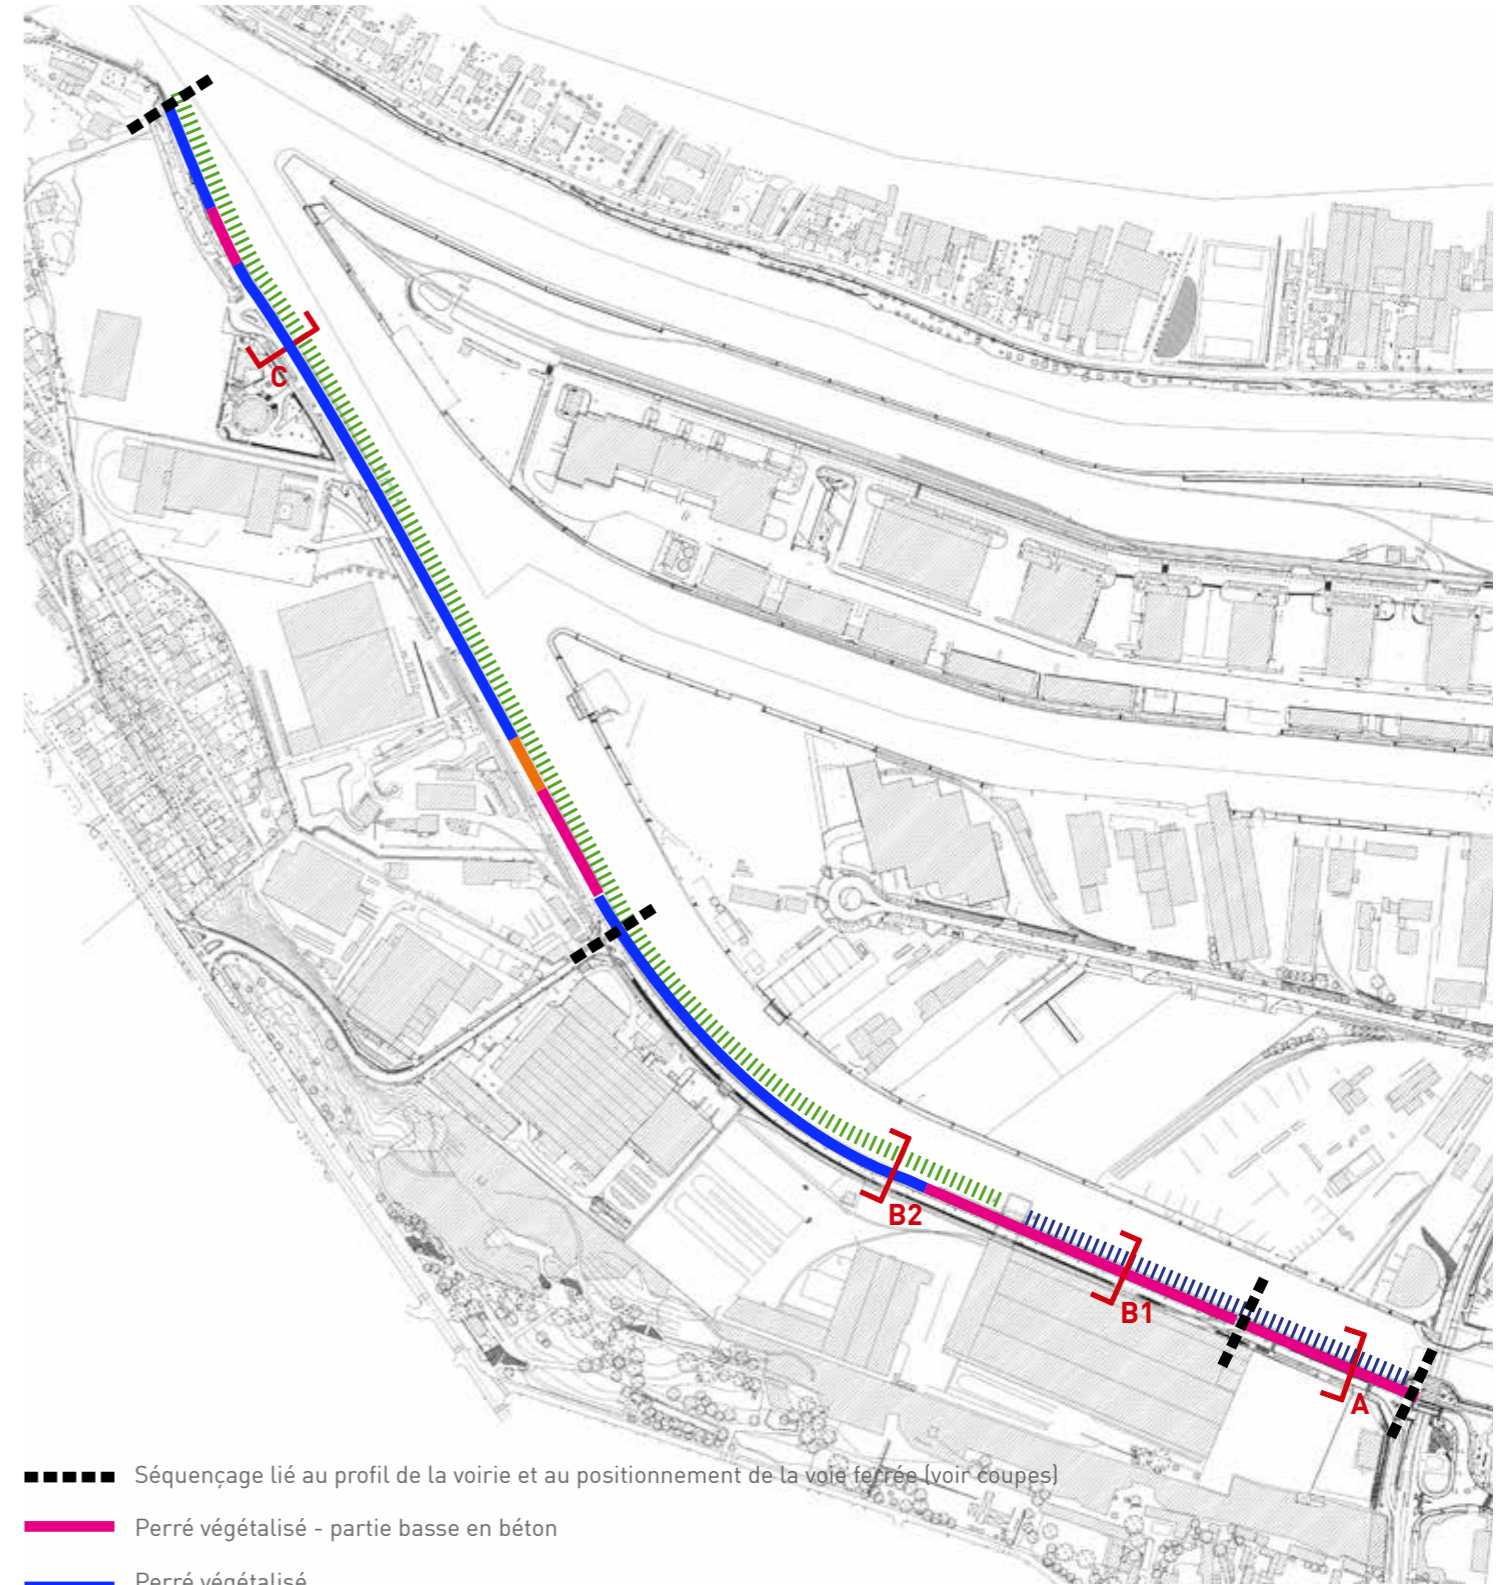 C
B2
B1
A
Séquençage lié au profil de la voirie et au positionnement de la voie ferrée (voir coupes)
Perré végétalisé - partie basse en béton
Perré végétalisé